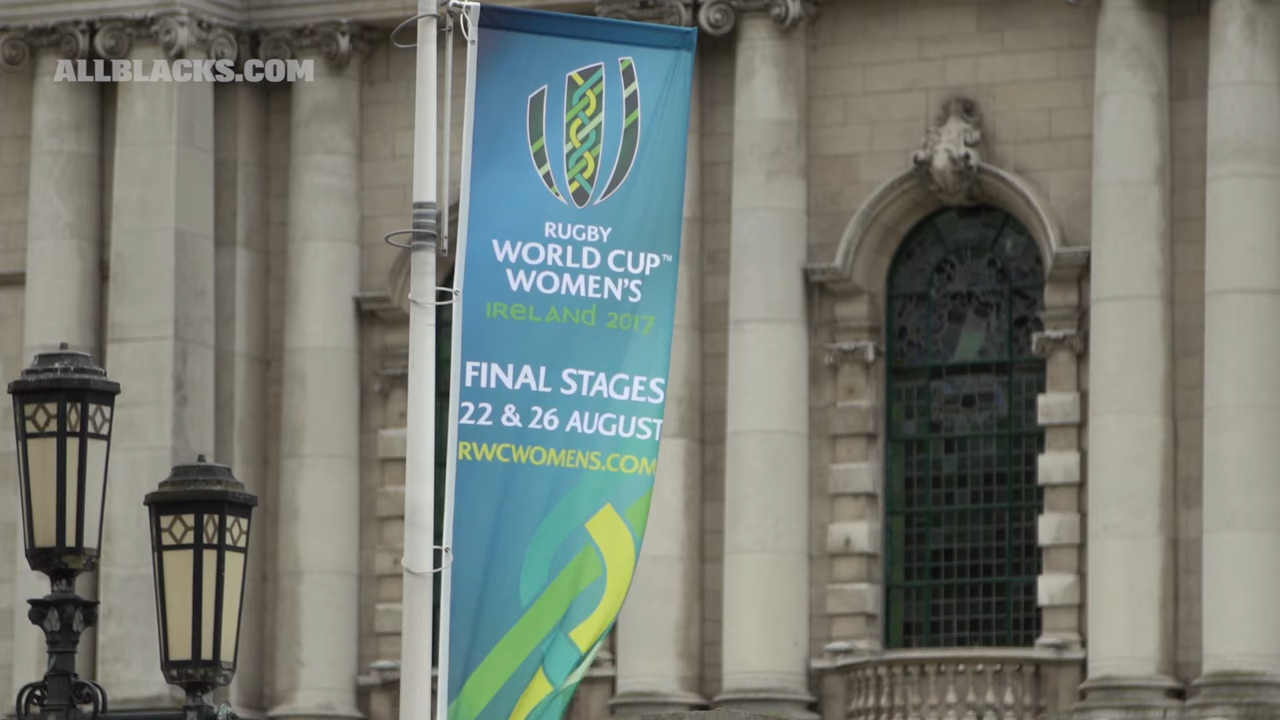 ALLBLACKS.COM
RUGBY
WORLD CUP™
WOMEN'S
IRELAND 2017
FINAL STAGES
22 & 26 AUGUST
RWCWOMENS.COM